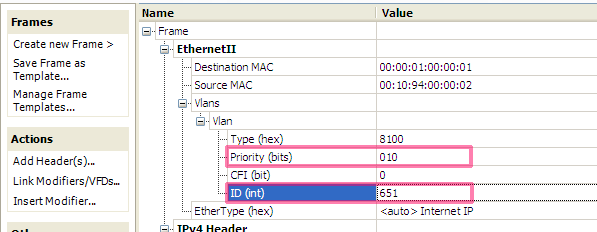 Frames
Create new Frame >
Save Frame as
Template...
Manage Frame
Templates...
Actions
Add Header(s)...
Link Modifiers/VFDs...
Insert Modifier...
Name Value
Frame
EthernetII
Destination MAC 00:00:01:00:00:01
Source MAC 00:10:94:00:00:02
Vlans
Vlan
Type (hex) 8100
Priority (bits) 010
CFI (bit) 0
ID (int) 651
EtherType (hex) <auto> Internet IP
IPv4 Header